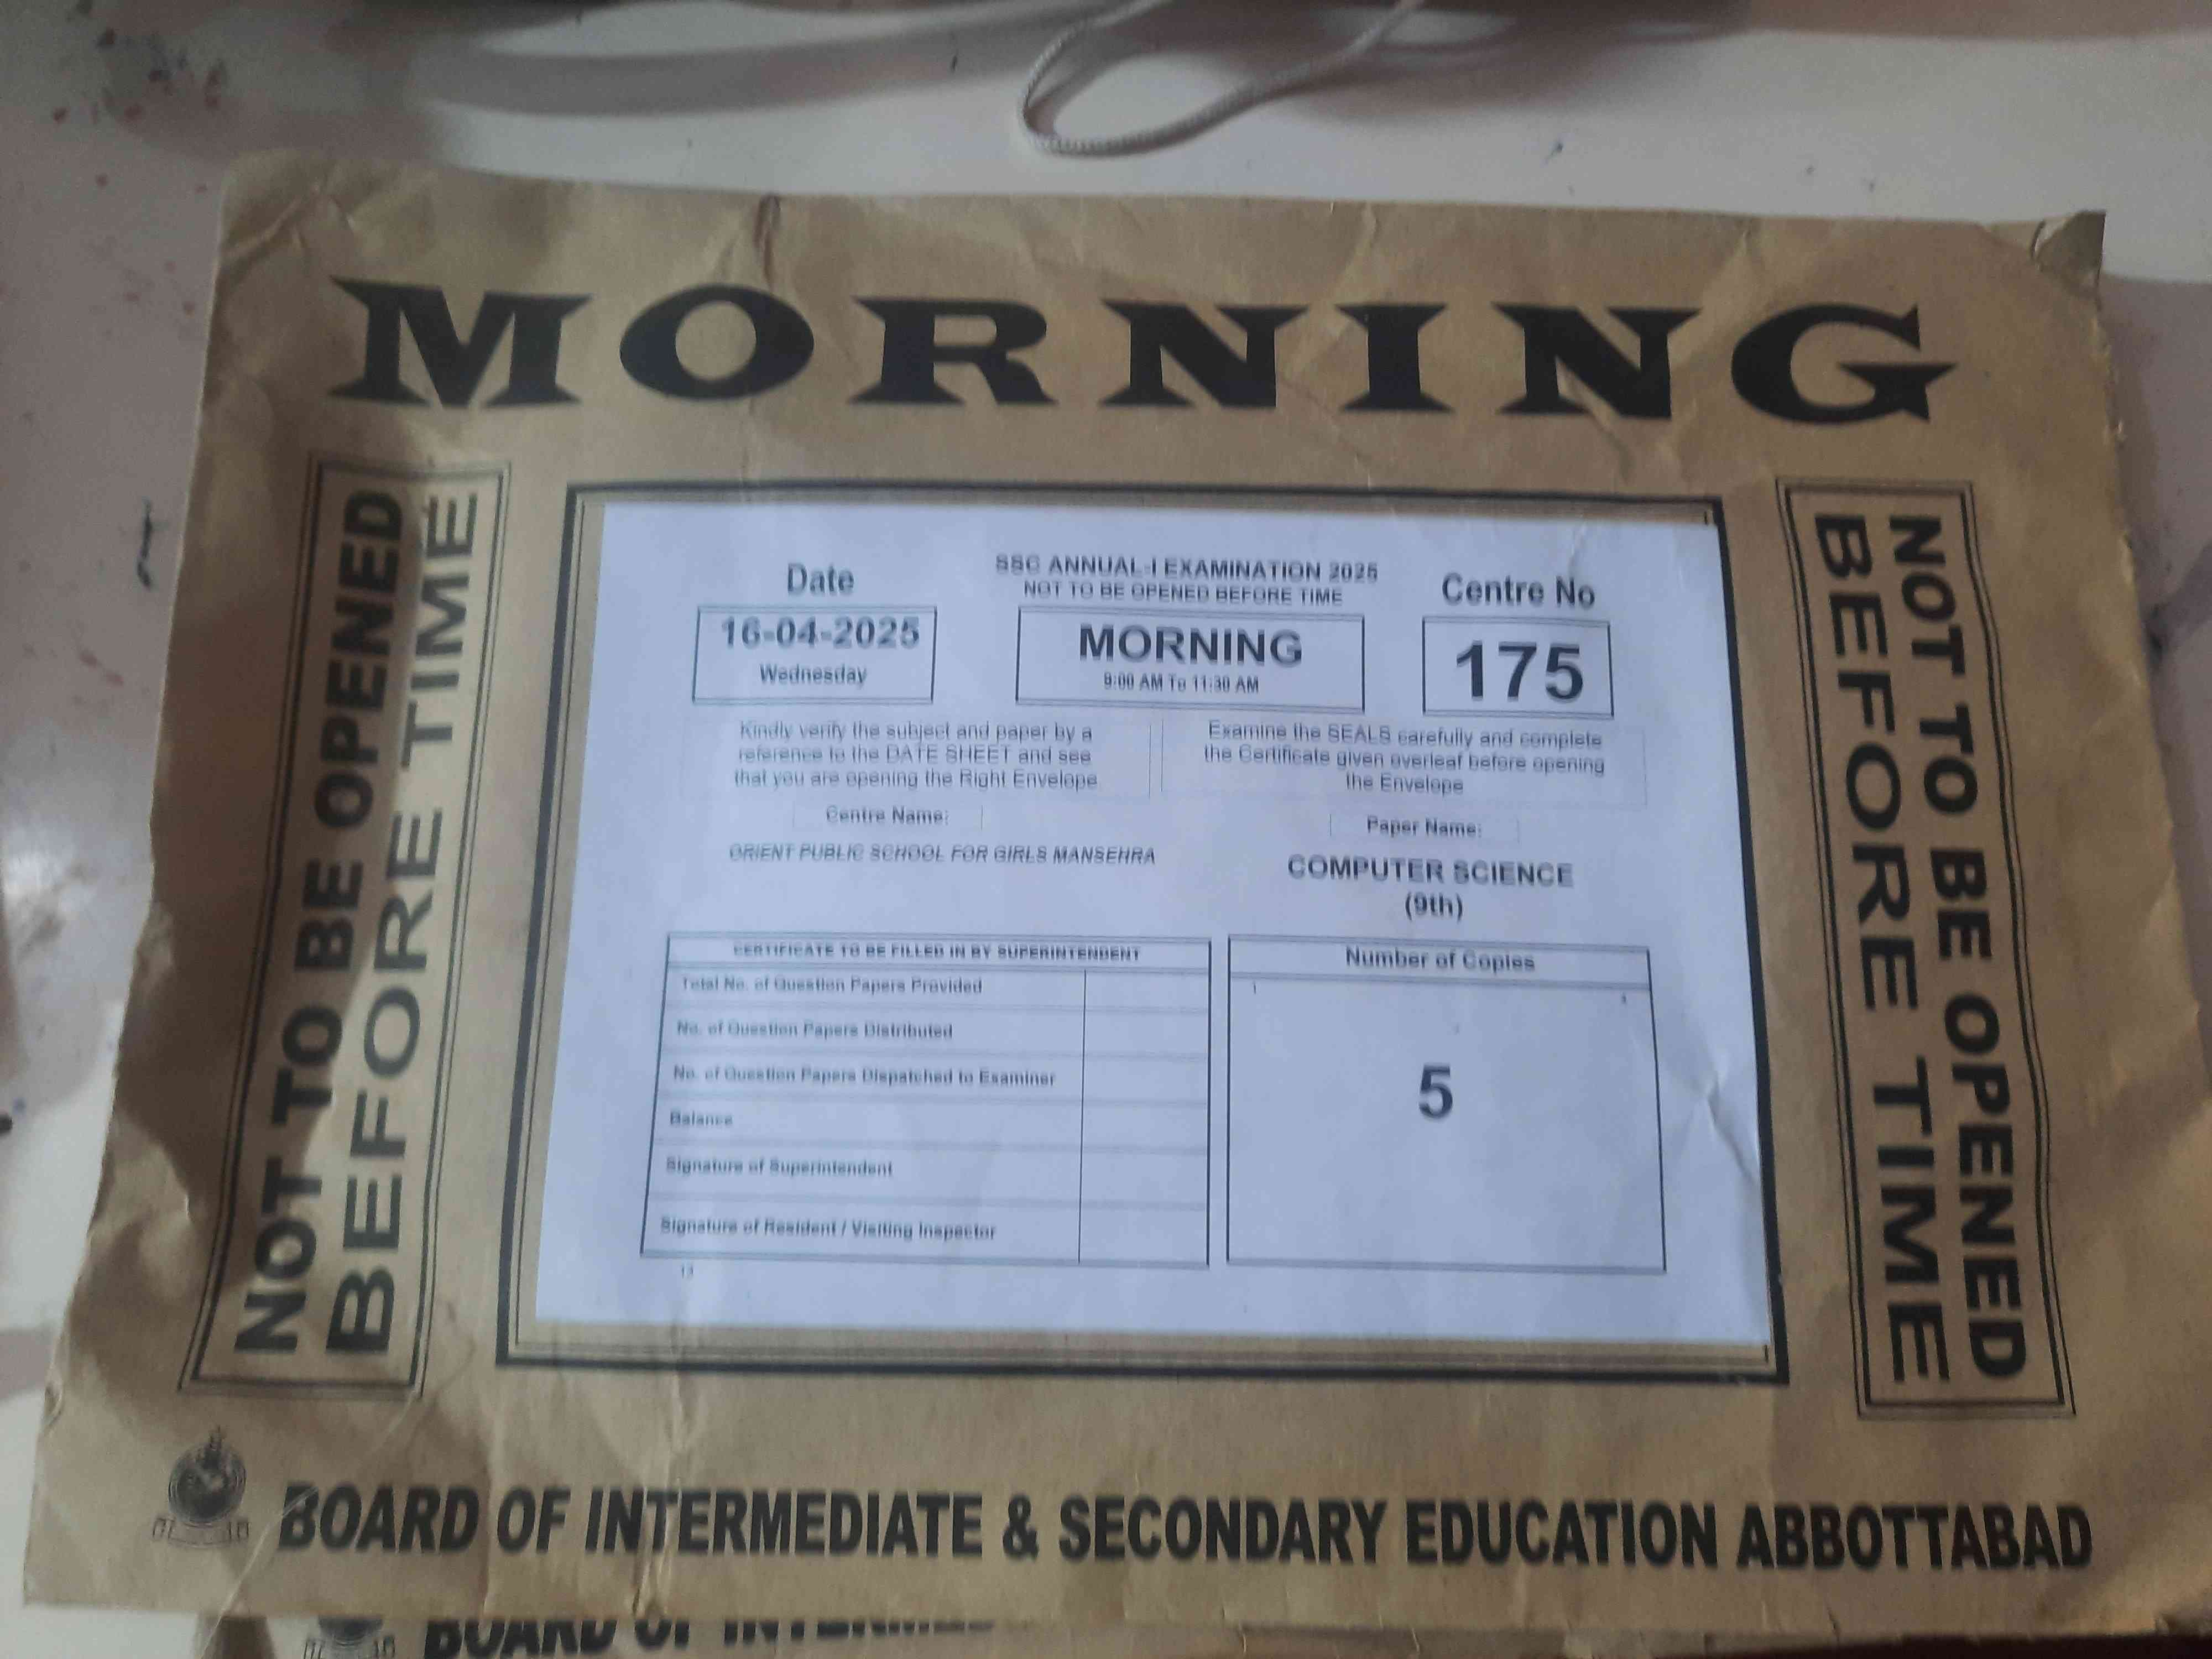 MORNING
NOT TO BE OPENED
BEFORE TIME
Date
16-04-2025
Wednesday
SSC ANNUAL-I EXAMINATION 2025
NOT TO BE OPENED BEFORE TIME
MORNING
9:00 AM To 11:30 AM
Centre No
175
Kindly verify the subject and paper by a
reference to the DATE SHEET and see
that you are opening the Right Envelope
Examine the SEALS carefully and complete
the Certificate given overleaf before opening
the Envelope
Centre Name:
ORIENT PUBLIC SCHOOL FOR GIRLS MANSEHRA
Paper Name:
COMPUTER SCIENCE
(9th)
CERTIFICATE TO BE FILLED IN BY SUPERINTENDENT
Total No. of Question Papers Provided
No. of Question Papers Distributed
No. of Question Papers Dispatched to Examiner
Balance
Signature of Superintendent
Signature of Resident / Visiting Inspector
Number of Copies
5
NOT TO BE OPENED
BEFORE TIME
BOARD OF INTERMEDIATE & SECONDARY EDUCATION ABBOTTABAD
BOARD OF